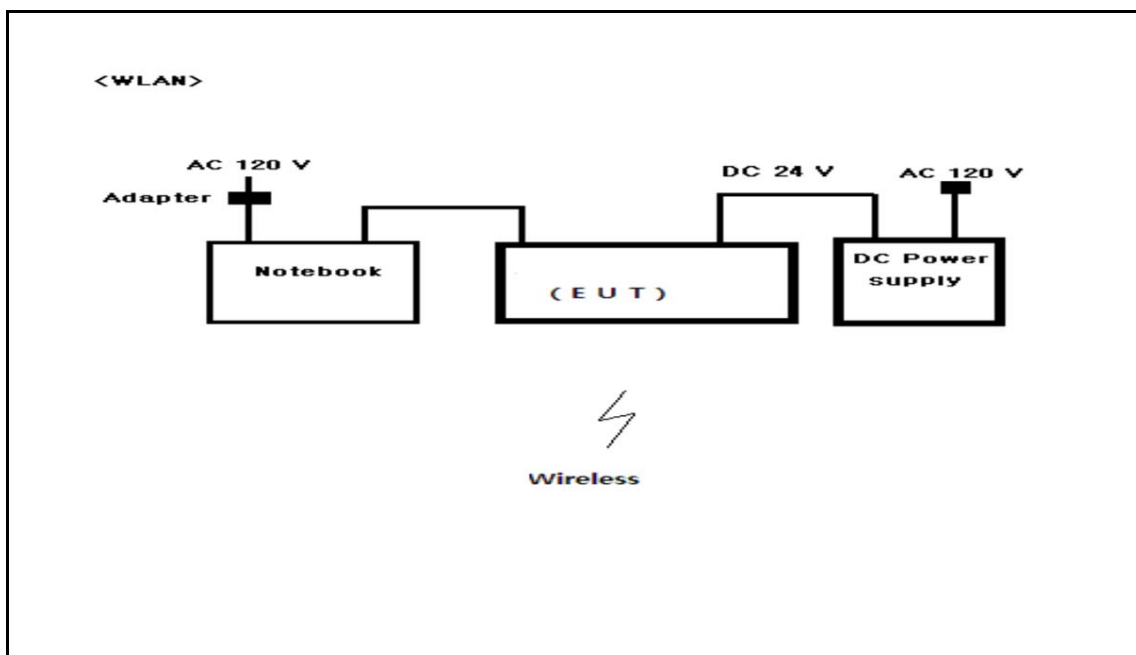 <WLAN>
AC 120 V
Adapter
Notebook
( E U T )
DC 24 V
AC 120 V
DC Power
supply
Wireless